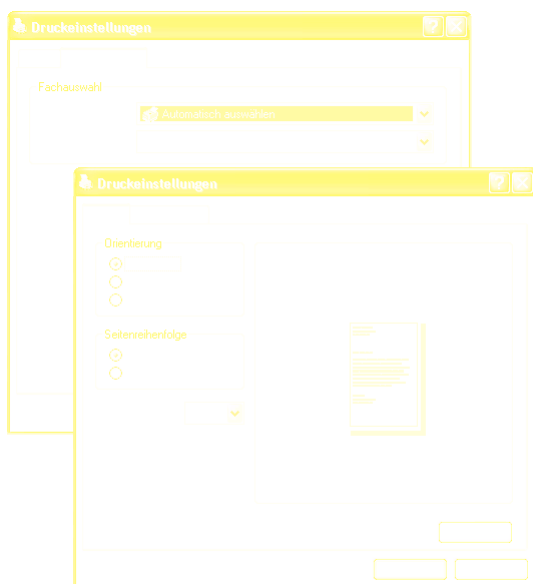 Druckeinstellungen
Fachauswahl
Automatisch auswählen
Druckeinstellungen
Orientierung
Seitenreihenfolge